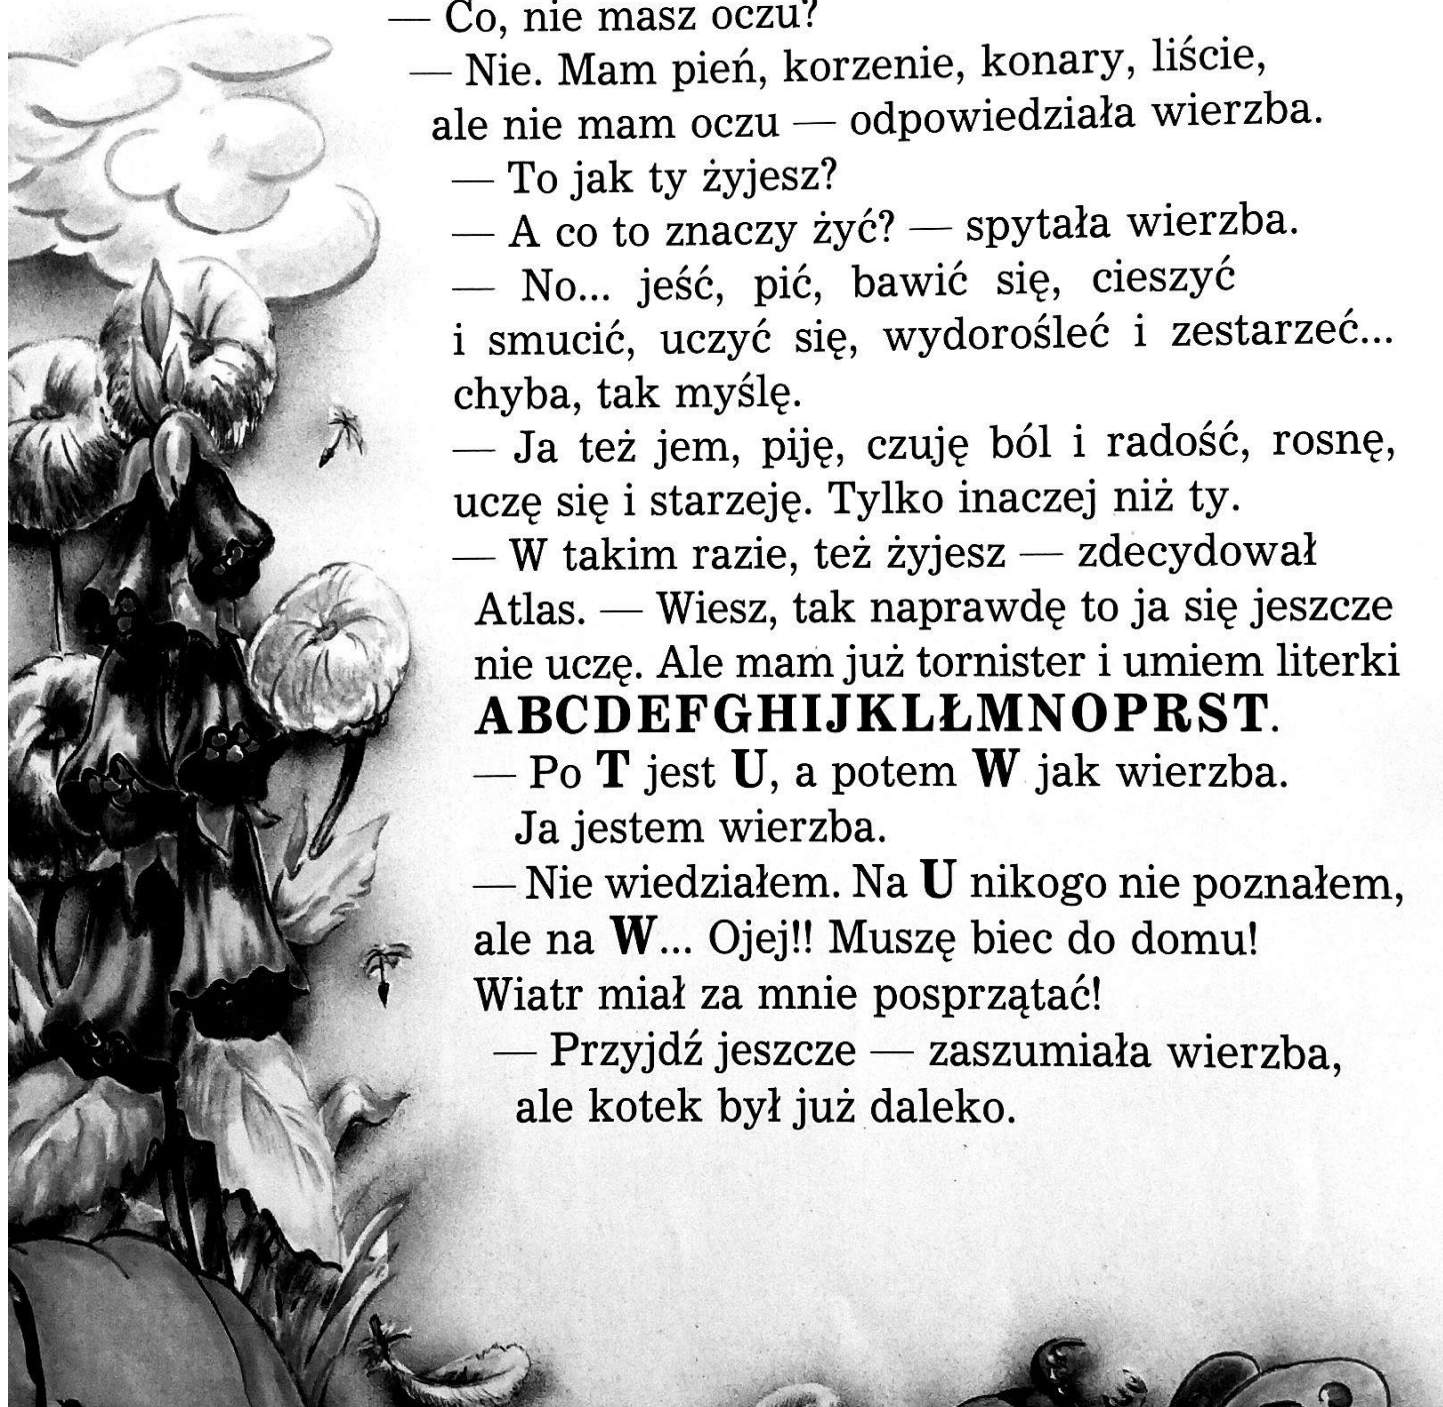 — Co, nie masz oczu?
— Nie. Mam pień, korzenie, konary, liście,
ale nie mam oczu — odpowiedziała wierzba.
— To jak ty żyjesz?
— A co to znaczy żyć? — spytała wierzba.
— No... jeść, pić, bawić się, cieszyć
i smucić, uczyć się, wydorośleć i zestarzeć...
chyba, tak myślę.
— Ja też jem, piję, czuję ból i radość, rosnę,
uczę się i starzeję. Tylko inaczej niż ty.
— W takim razie, też żyjesz — zdecydował
Atlas. — Wiesz, tak naprawdę to ja się jeszcze
nie uczę. Ale mam już tornister i umiem literki
ABCDEFGHIJKLŁMNOPRST.
— Po T jest U, a potem W jak wierzba.
Ja jestem wierzba.
— Nie wiedziałem. Na U nikogo nie poznałem,
ale na W... Ojej!! Muszę biec do domu!
Wiatr miał za mnie posprzątać!
— Przyjdź jeszcze — zaszumiała wierzba,
ale kotek był już daleko.